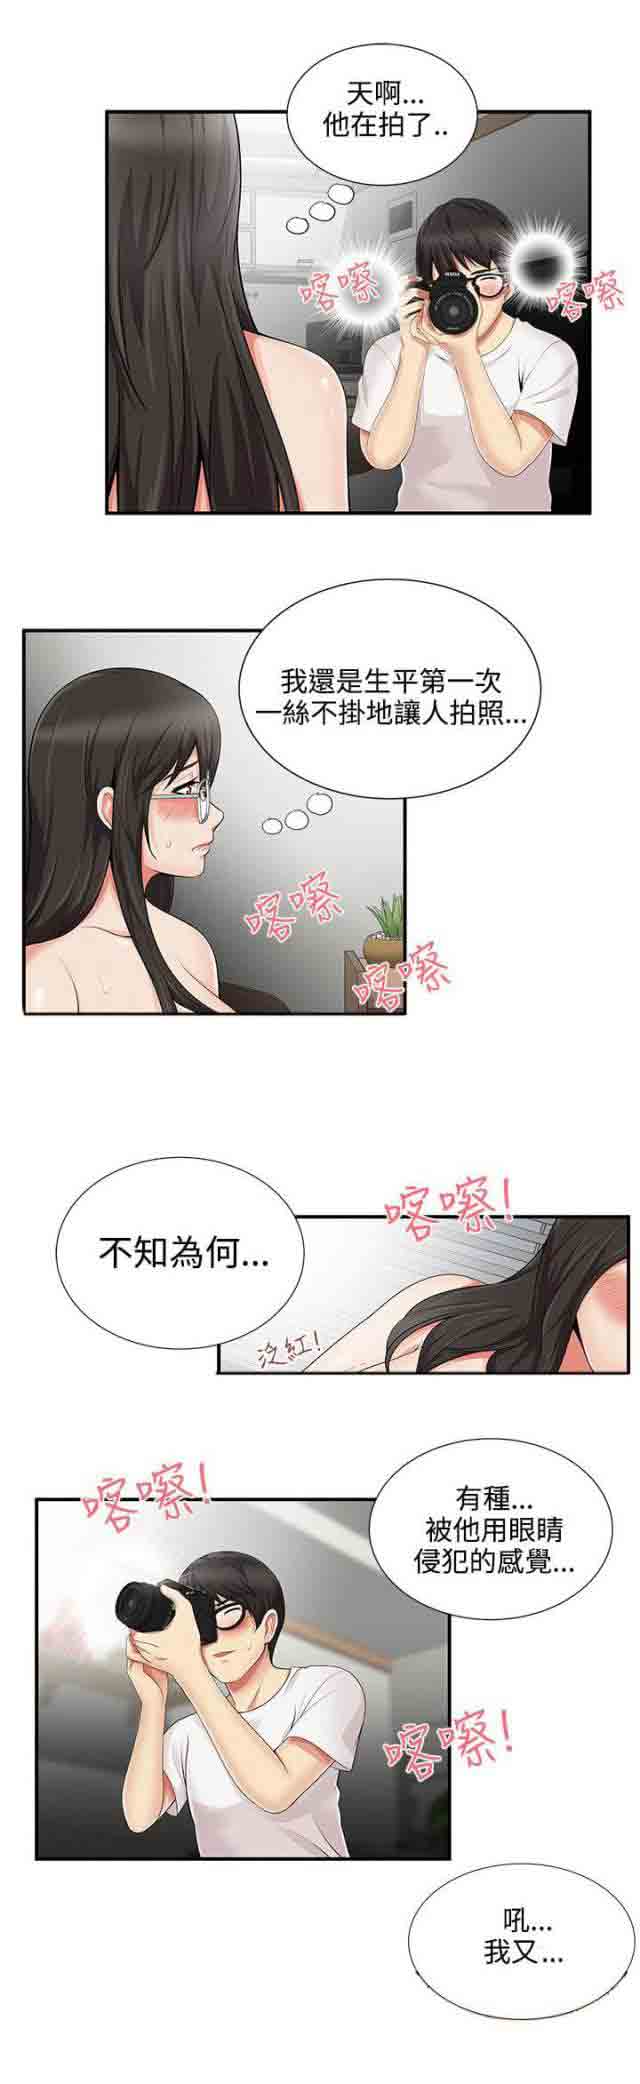 天啊...
他在拍了..
喀嚓
喀嚓
我還是生平第一次
一絲不掛地讓人拍照...
喀嚓
喀嚓
喀嚓!
不知為何...
泛紅!
喀嚓!
有種...
被他用眼睛
侵犯的感覺...
喀嚓!
吼...
我又...